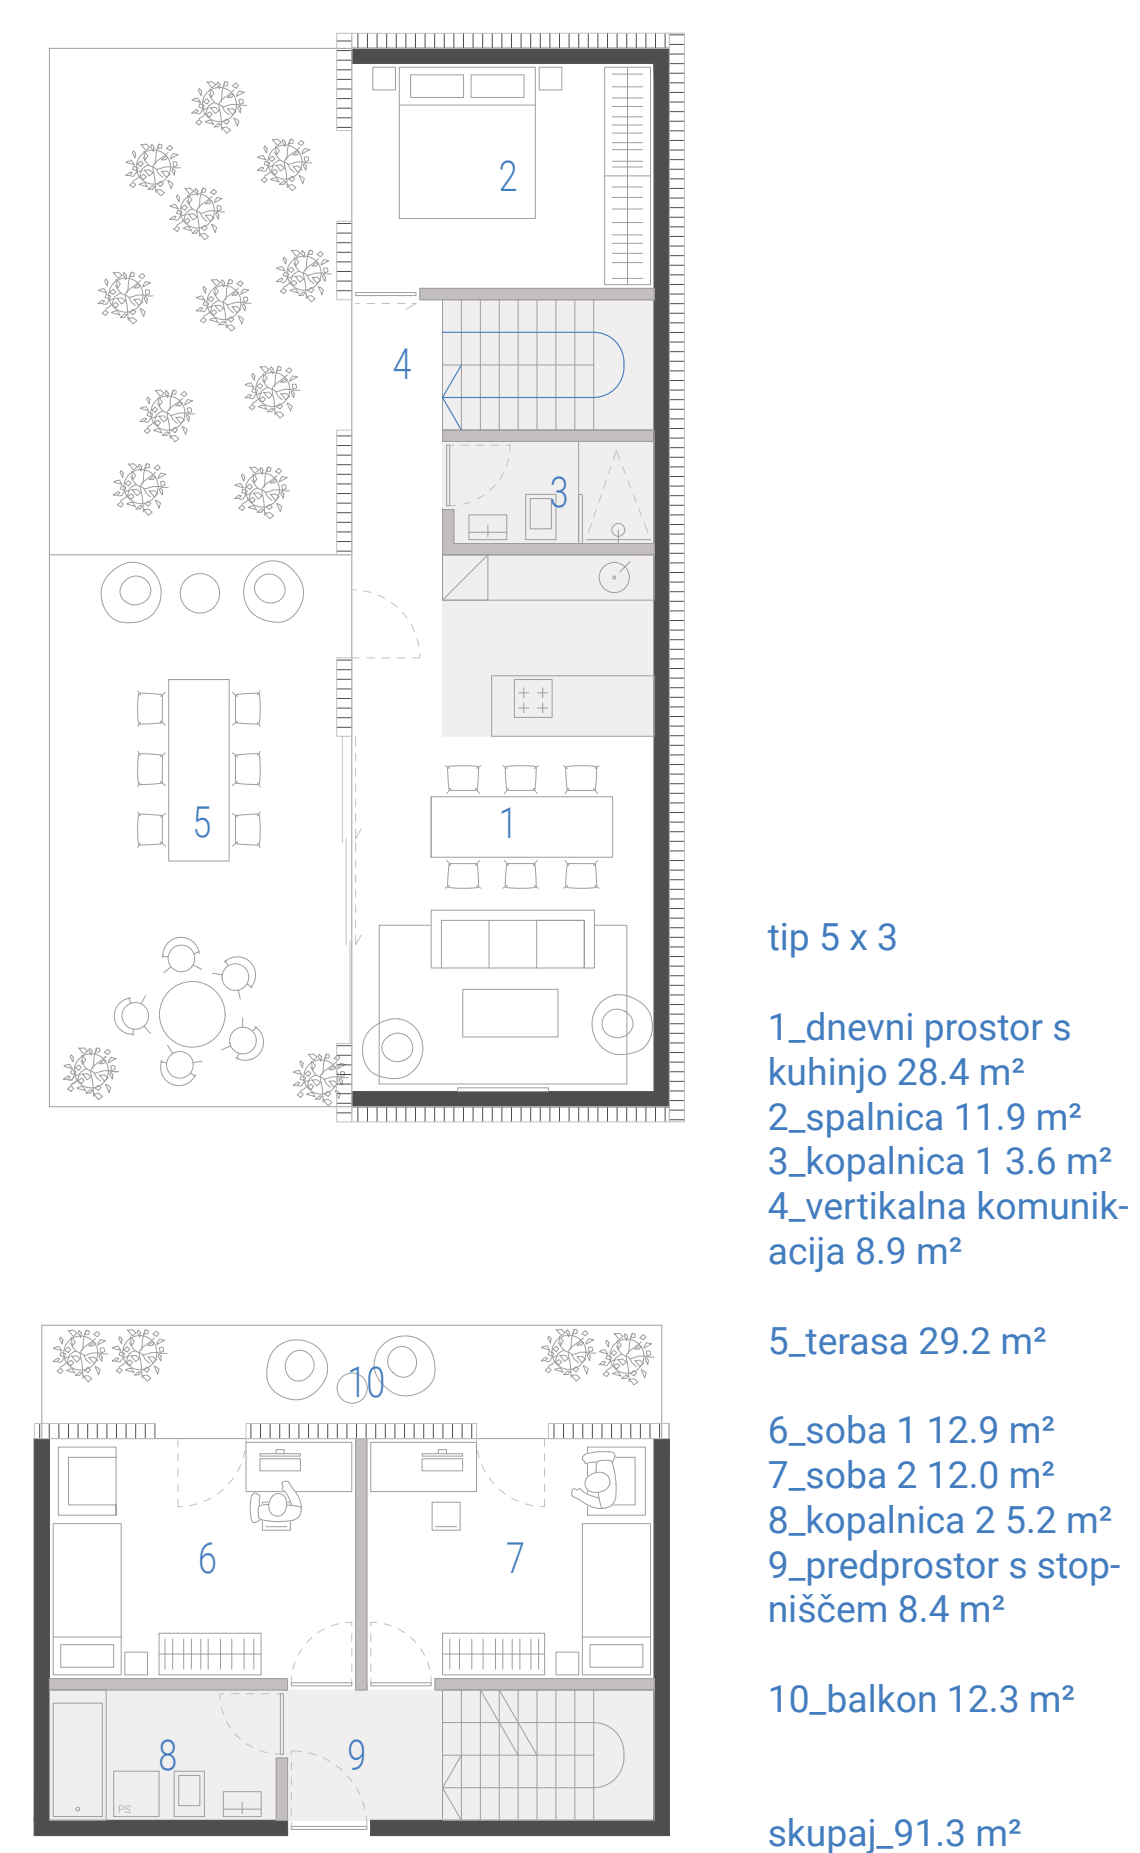 2
4
3
5
1
tip 5 x 3
1_dnevni prostor s
kuhinjo 28.4 m²
2_spalnica 11.9 m²
3_kopalnica 1 3.6 m²
4_vertikalna komunik-
acija 8.9 m²
5_terasa 29.2 m²
6_soba 1 12.9 m²
7_soba 2 12.0 m²
8_kopalnica 2 5.2 m²
9_predprostor s stop-
niščem 8.4 m²
10_balkon 12.3 m²
skupaj_91.3 m²
10
6
7
8
9
PS